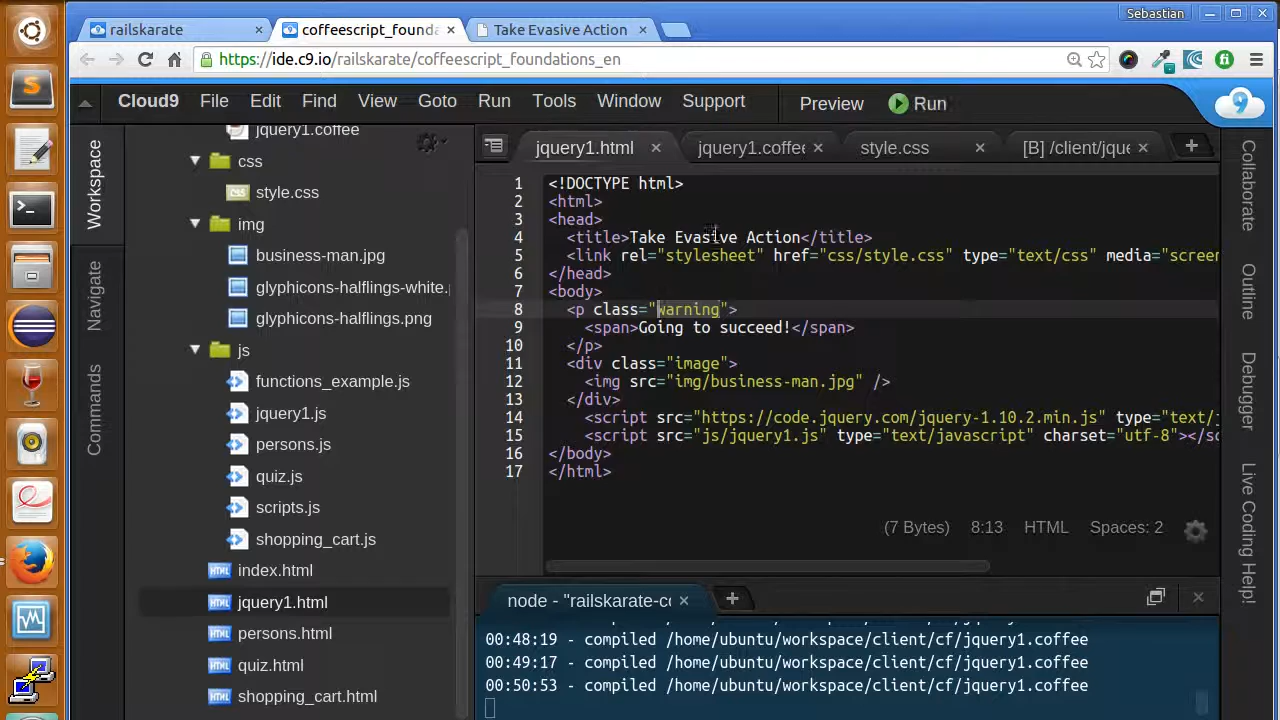 Sebastian
railskarate
coffeescript_founda
Take Evasive Action
https://ide.c9.io/railskarate/coffeescript_foundations_en
Cloud9 File Edit Find View Goto Run Tools Window Support Preview Run
Workspace
Navigate
Commands
jquery1.coffee
css
style.css
img
business-man.jpg
glyphicons-halflings-white.
glyphicons-halflings.png
js
functions_example.js
jquery1.js
persons.js
quiz.js
scripts.js
shopping_cart.js
index.html
jquery1.html
persons.html
quiz.html
shopping_cart.html
jquery1.html jquery1.coffee style.css [B] /client/jque
1 <!DOCTYPE html>
2 <html>
3 <head>
4 <title>Take Evasive Action</title>
5 <link rel="stylesheet" href="css/style.css" type="text/css" media="screen
6 </head>
7 <body>
8 <p class="warning">
9 <span>Going to succeed!</span>
10 </p>
11 <div class="image">
12 <img src="img/business-man.jpg" />
13 </div>
14 <script src="https://code.jquery.com/jquery-1.10.2.min.js" type="text/j
15 <script src="js/jquery1.js" type="text/javascript" charset="utf-8"></sc
16 </body>
17 </html>
(7 Bytes) 8:13 HTML Spaces: 2
node - "railskarate-co
00:48:19 - compiled /home/ubuntu/workspace/client/cf/jquery1.coffee
00:49:17 - compiled /home/ubuntu/workspace/client/cf/jquery1.coffee
00:50:53 - compiled /home/ubuntu/workspace/client/cf/jquery1.coffee
Collaborate
Outline
Debugger
Live Coding Help!